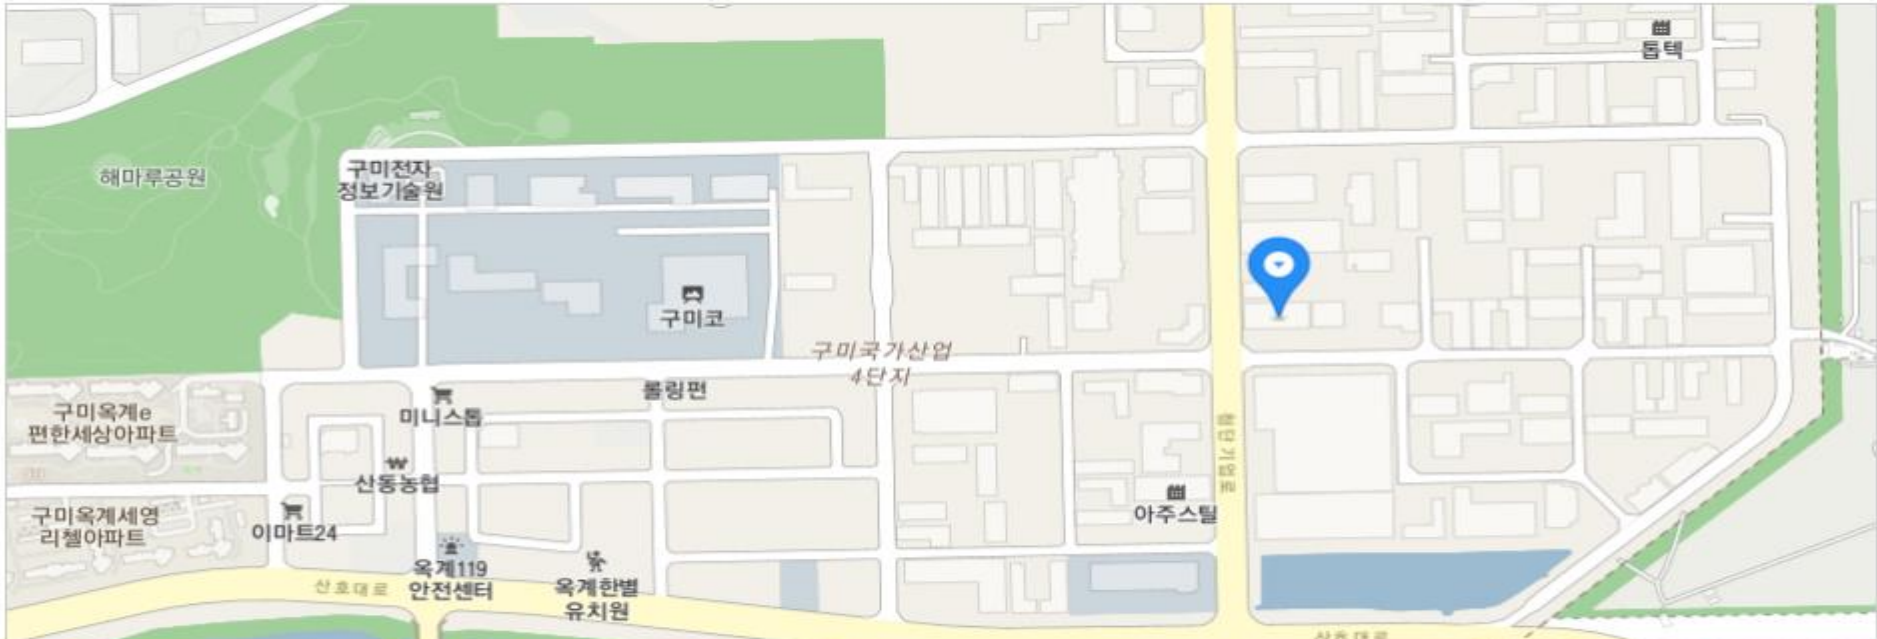 톱텍
구미전자
정보기술원
해마루공원
구미코
구미국가산업
4단지
롤링펀
구미옥계e
편한세상아파트
미니스톱
첨단기업로
산동농협
구미옥계세영
리첼아파트
이마트24
아주스틸
옥계119
안전센터
옥계한별
유치원
산호대로
산호대로